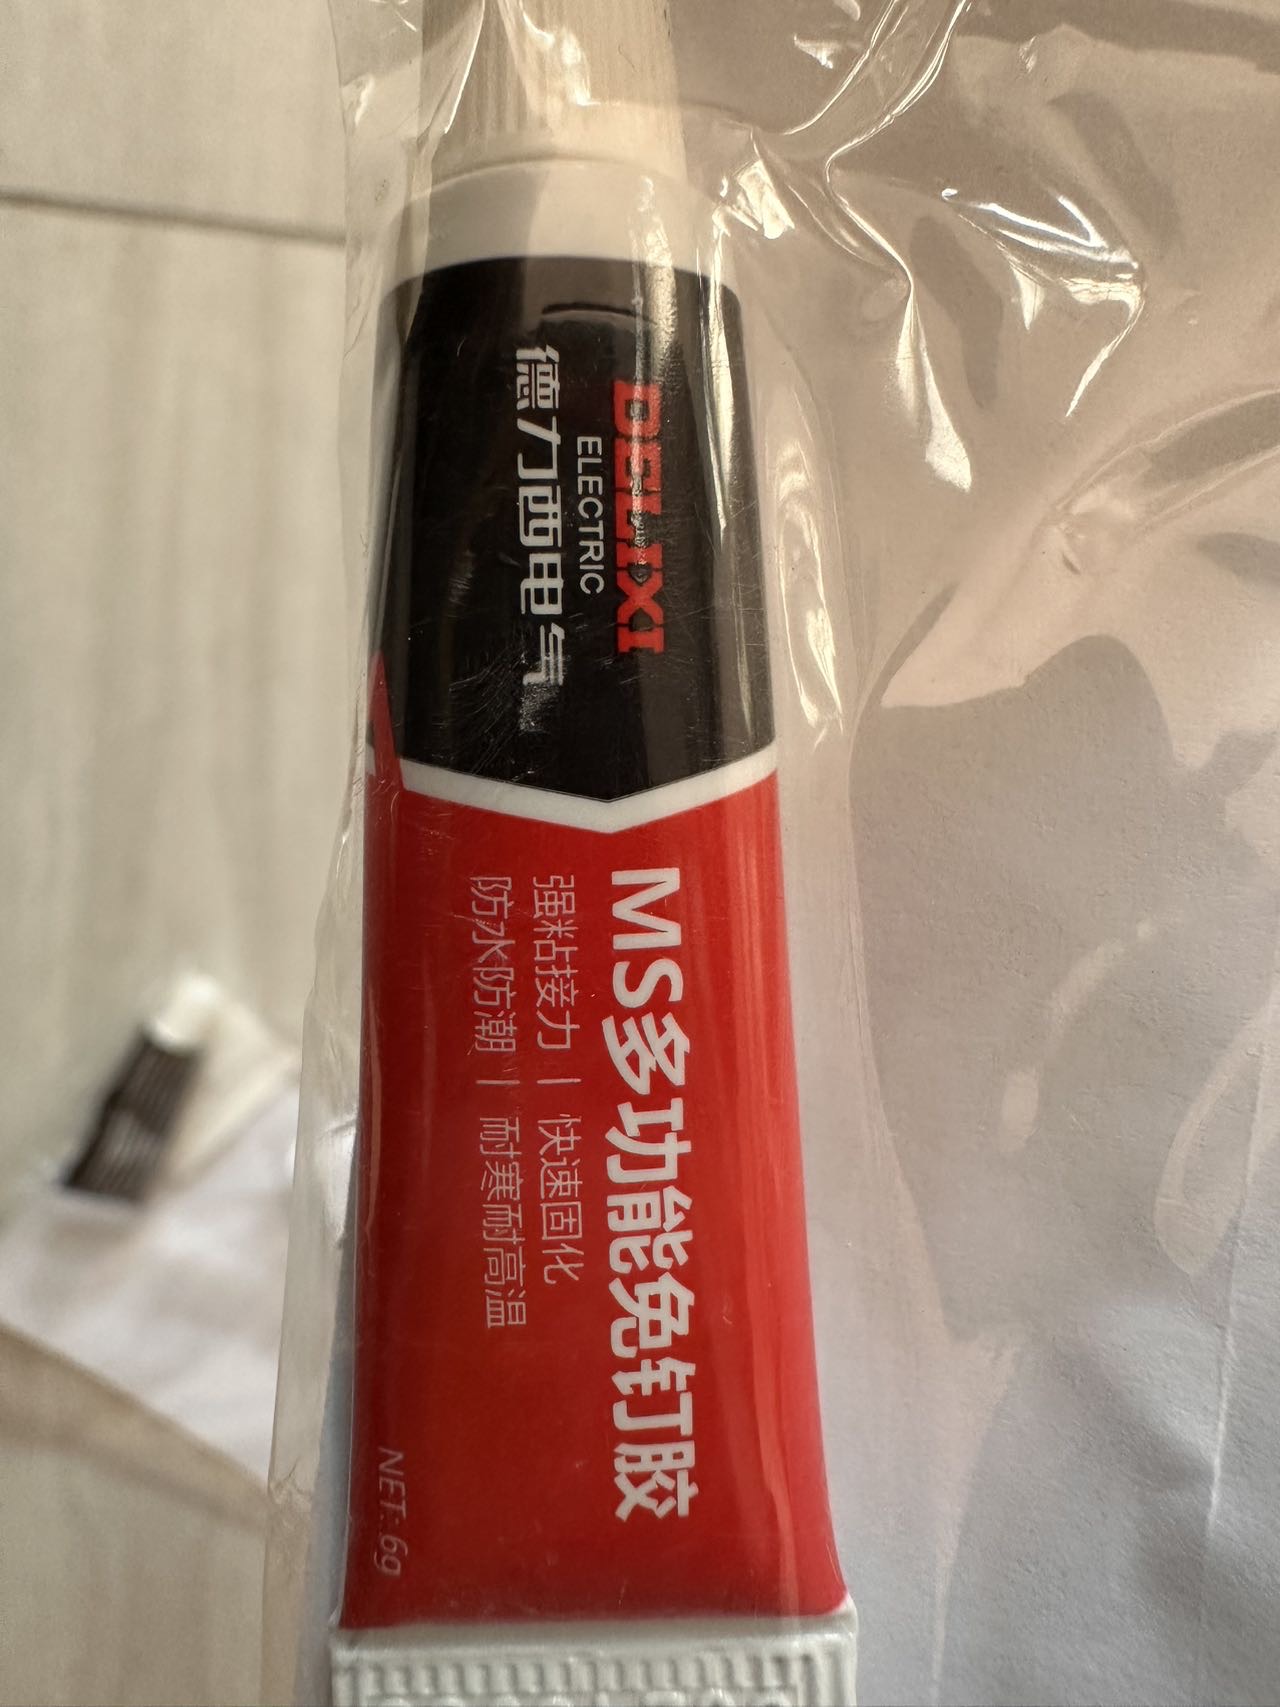 DELIXI
ELECTRIC
德力西电气
MS多功能免钉胶
强粘接力 | 快速固化
防水防潮 | 耐寒耐高温
NET: 6g